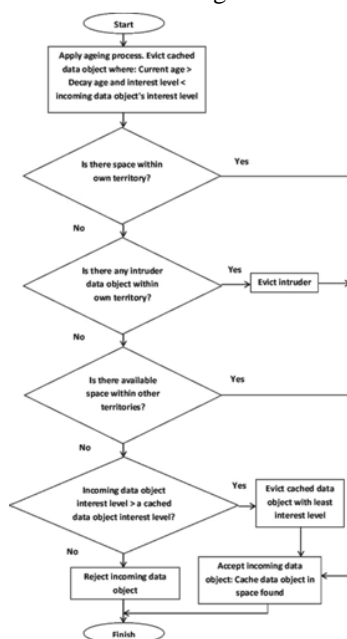 Start
Apply ageing process. Evict cached
data object where: Current age >
Decay age and interest level <
incoming data object's interest level
Is there space within
own territory?
Yes
No
Is there any intruder
data object within
own territory?
Yes
Evict intruder
No
Is there available
space within other
territories?
Yes
No
Incoming data object
interest level > a cached
data object interest level?
Yes
Evict cached data
object with least
interest level
No
Reject incoming data
object
Accept incoming data
object: Cache data object in
space found
Finish